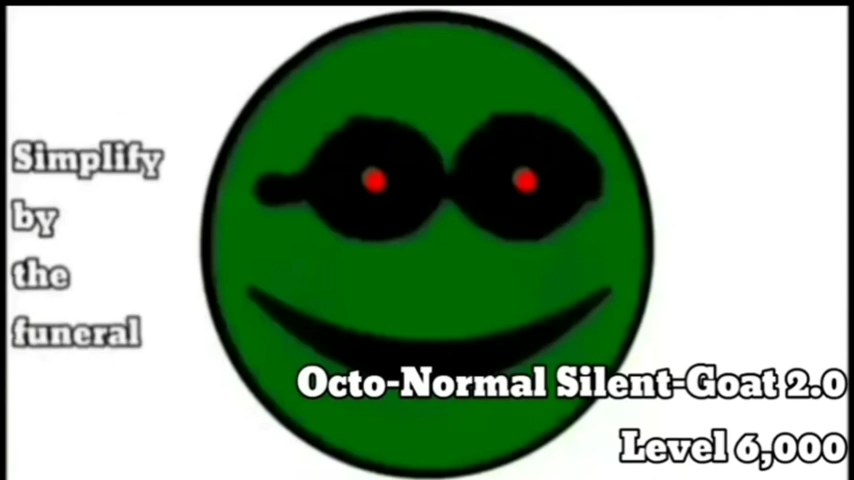 Simplify
by
the
funeral
Octo-Normal Silent-Goat 2.0
Level 6,000